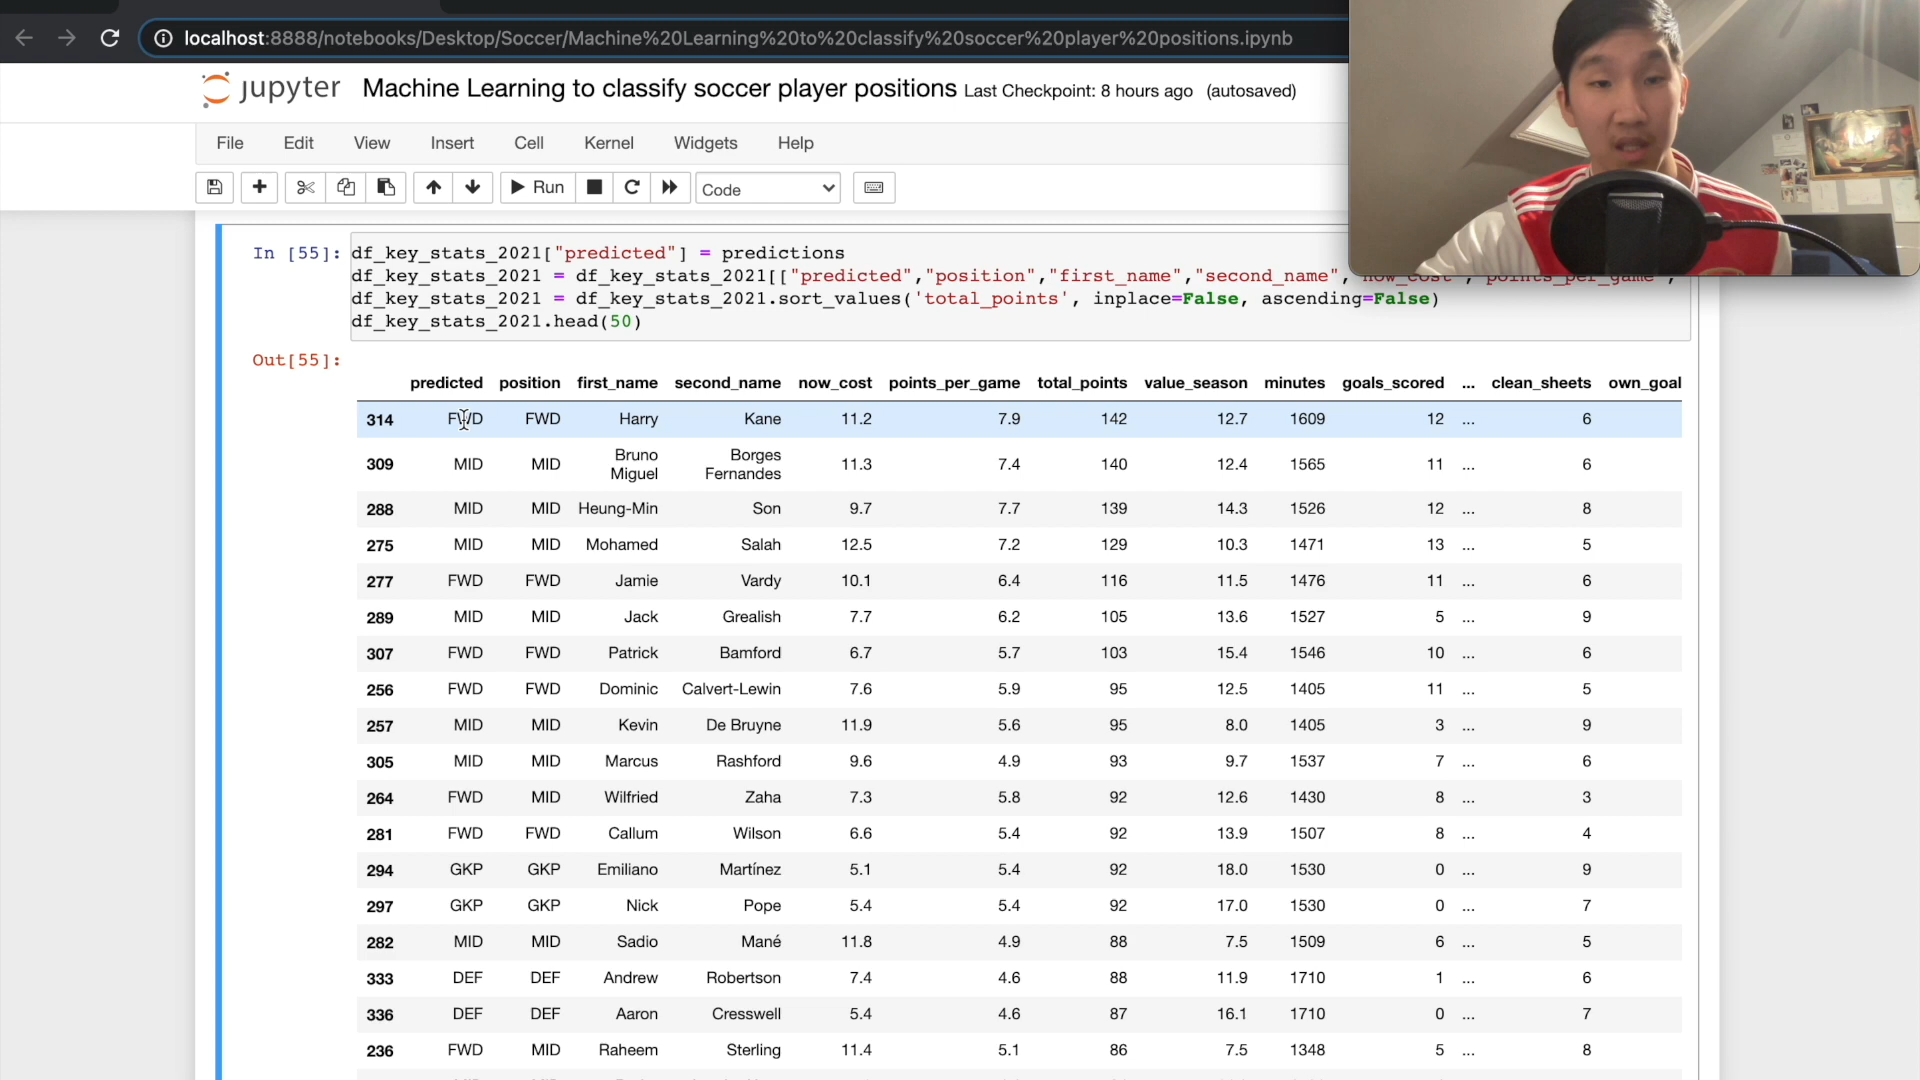 localhost:8888/notebooks/Desktop/Soccer/Machine%20Learning%20to%20classify%20soccer%20player%20positions.ipynb
jupyter Machine Learning to classify soccer player positions Last Checkpoint: 8 hours ago (autosaved)
File Edit View Insert Cell Kernel Widgets Help
Run Code
In [55]: df_key_stats_2021["predicted"] = predictions
df_key_stats_2021 = df_key_stats_2021[["predicted","position","first_name","second_name","now_cost","points_per_game",
df_key_stats_2021 = df_key_stats_2021.sort_values('total_points', inplace=False, ascending=False)
df_key_stats_2021.head(50)
Out[55]:
predicted position first_name second_name now_cost points_per_game total_points value_season minutes goals_scored ... clean_sheets own_goal
314 FWD FWD Harry Kane 11.2 7.9 142 12.7 1609 12 ... 6
309 MID MID Bruno Miguel Borges Fernandes 11.3 7.4 140 12.4 1565 11 ... 6
288 MID MID Heung-Min Son 9.7 7.7 139 14.3 1526 12 ... 8
275 MID MID Mohamed Salah 12.5 7.2 129 10.3 1471 13 ... 5
277 FWD FWD Jamie Vardy 10.1 6.4 116 11.5 1476 11 ... 6
289 MID MID Jack Grealish 7.7 6.2 105 13.6 1527 5 ... 9
307 FWD FWD Patrick Bamford 6.7 5.7 103 15.4 1546 10 ... 6
256 FWD FWD Dominic Calvert-Lewin 7.6 5.9 95 12.5 1405 11 ... 5
257 MID MID Kevin De Bruyne 11.9 5.6 95 8.0 1405 3 ... 9
305 MID MID Marcus Rashford 9.6 4.9 93 9.7 1537 7 ... 6
264 FWD MID Wilfried Zaha 7.3 5.8 92 12.6 1430 8 ... 3
281 FWD FWD Callum Wilson 6.6 5.4 92 13.9 1507 8 ... 4
294 GKP GKP Emiliano Martínez 5.1 5.4 92 18.0 1530 0 ... 9
297 GKP GKP Nick Pope 5.4 5.4 92 17.0 1530 0 ... 7
282 MID MID Sadio Mané 11.8 4.9 88 7.5 1509 6 ... 5
333 DEF DEF Andrew Robertson 7.4 4.6 88 11.9 1710 1 ... 6
336 DEF DEF Aaron Cresswell 5.4 4.6 87 16.1 1710 0 ... 7
236 FWD MID Raheem Sterling 11.4 5.1 86 7.5 1348 5 ... 8